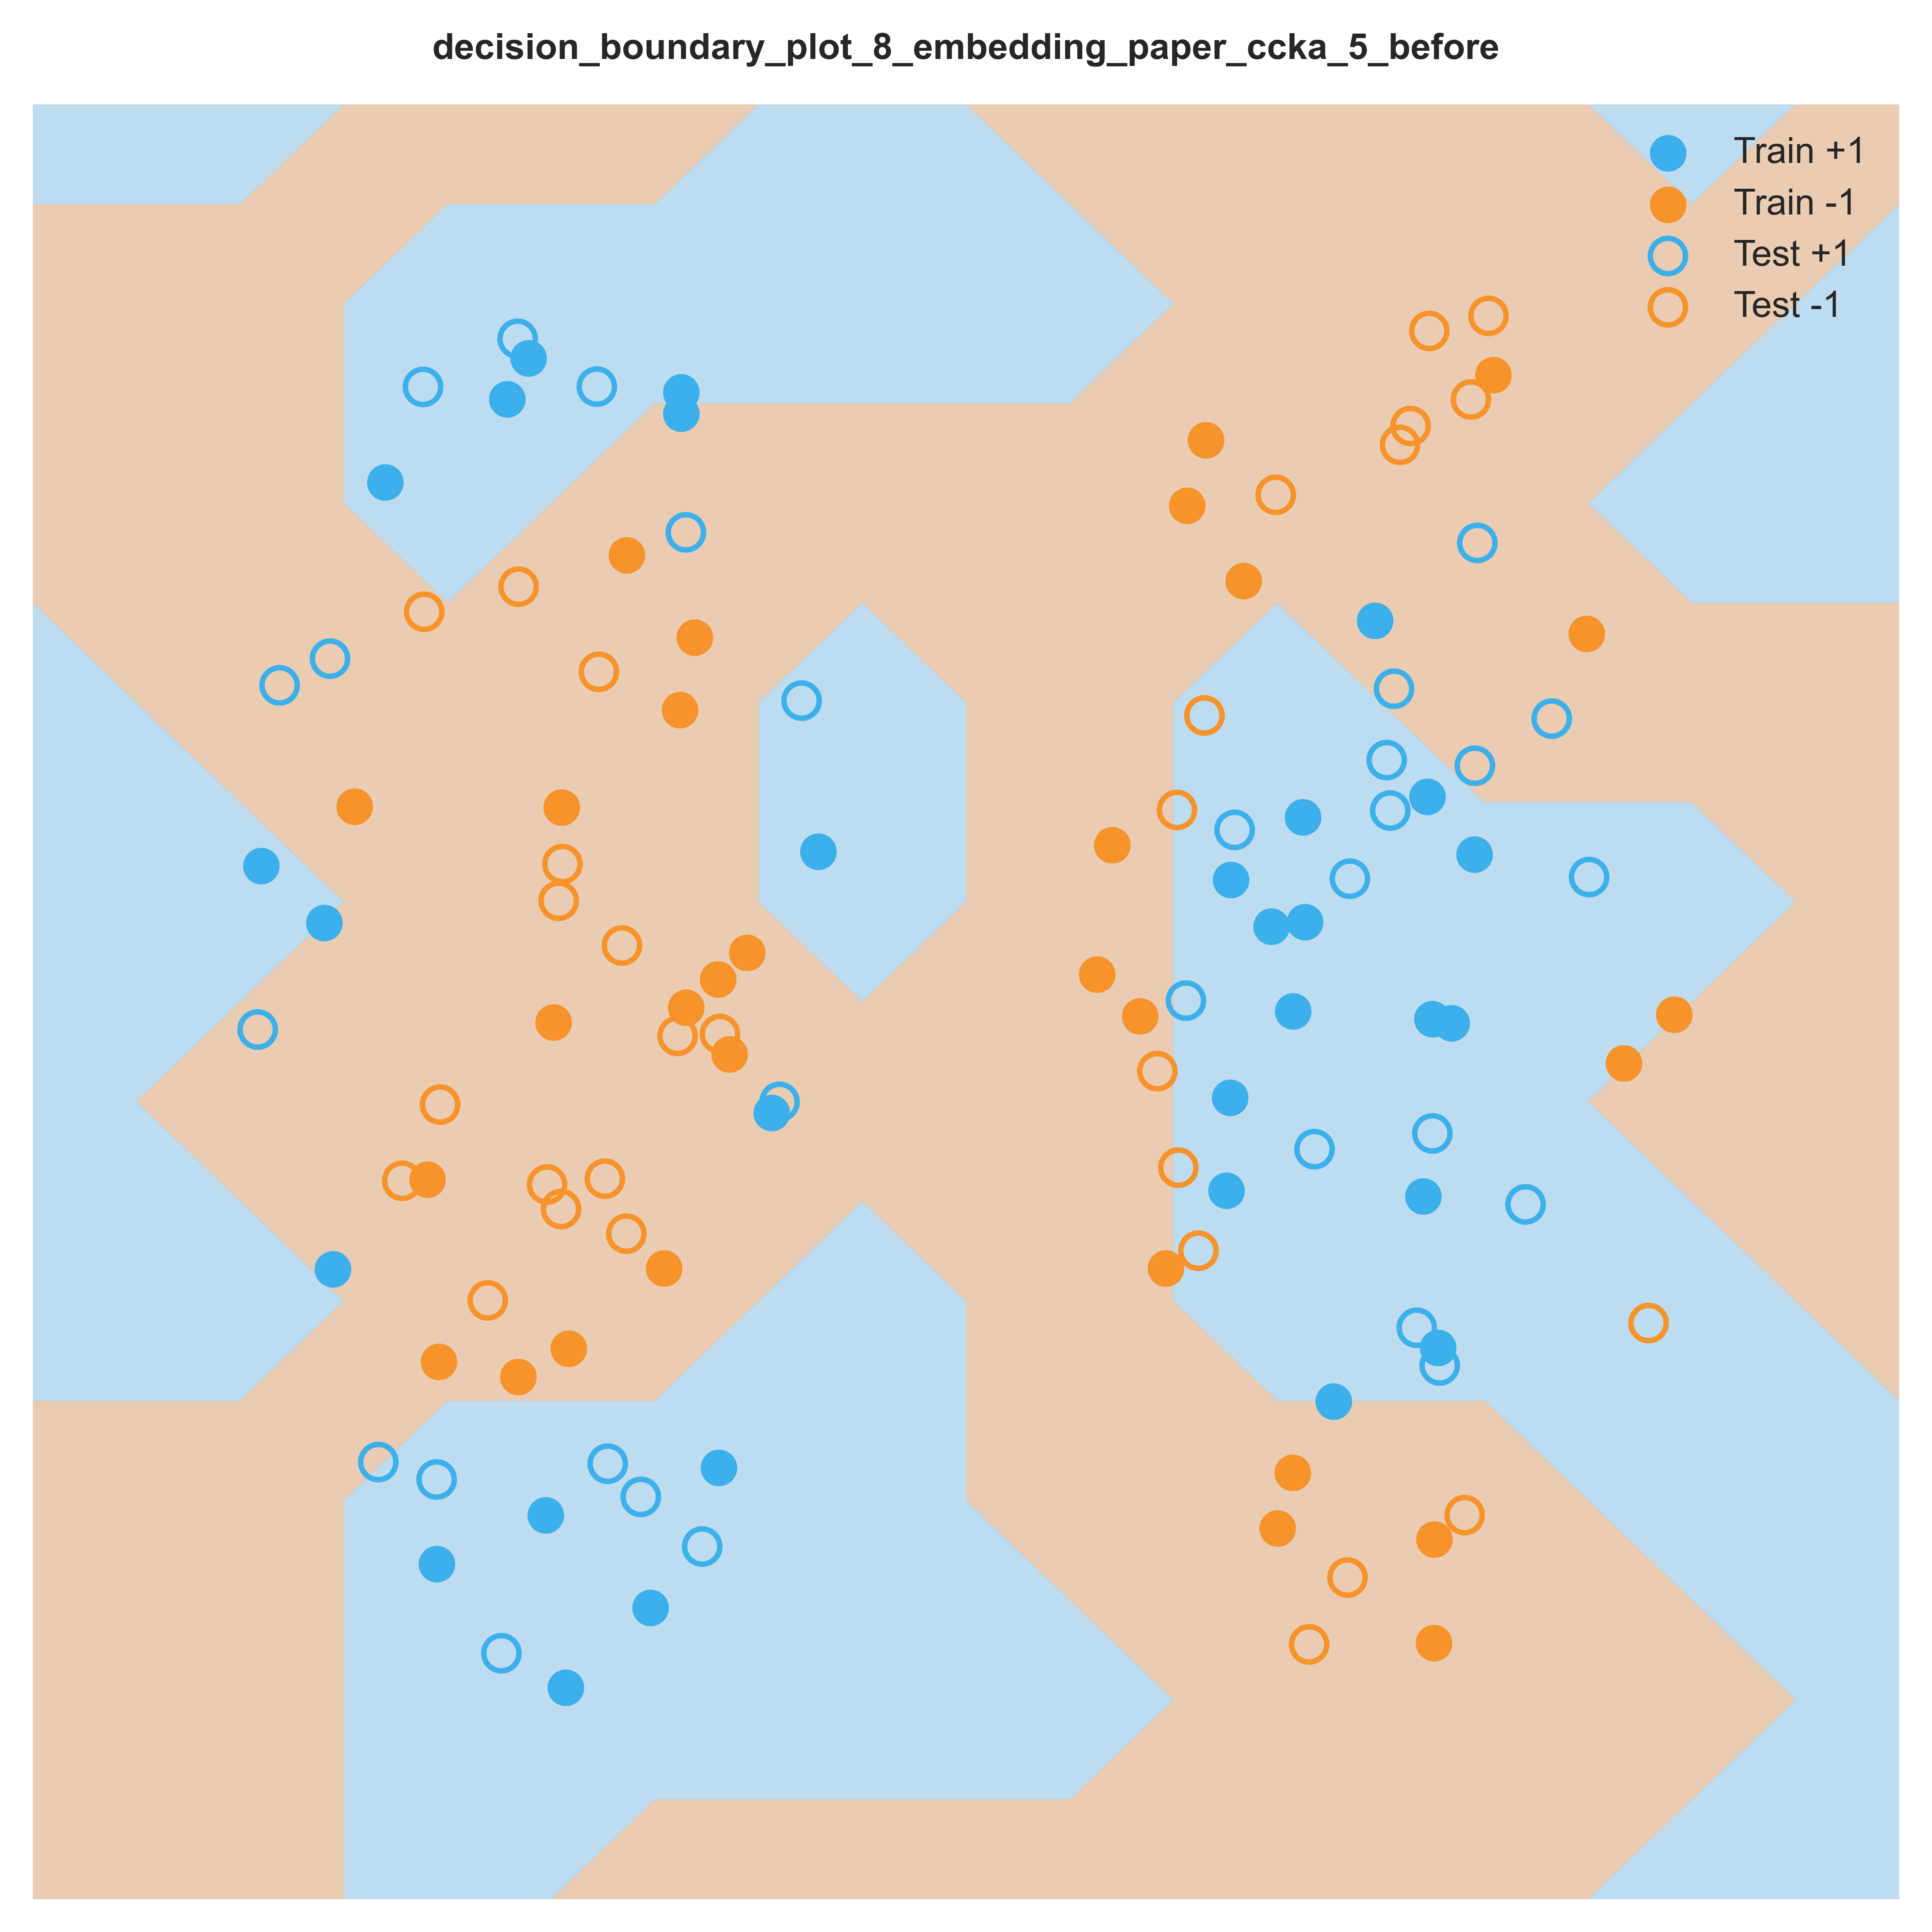 decision_boundary_plot_8_embedding_paper_ccka_5_before
Train +1
Train -1
Test +1
Test -1